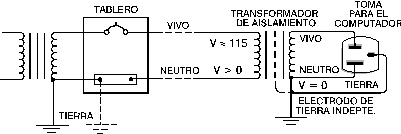 TABLERO
TRANSFORMADOR
DE AISLAMIENTO
TOMA
PARA EL
COMPUTADOR
VIVO
VIVO
V ≈ 115
NEUTRO
V > 0
NEUTRO
TIERRA
V = 0
TIERRA
ELECTRODO DE
TIERRA INDEPTE.